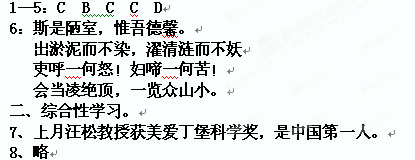 1—5：C B C C D
6：斯是陋室，惟吾德馨。
出淤泥而不染，濯清涟而不妖
吏呼一何怒！妇啼一何苦！
会当凌绝顶，一览众山小。
二、综合性学习。
7、上月汪松教授获美爱丁堡科学奖，是中国第一人。
8、略